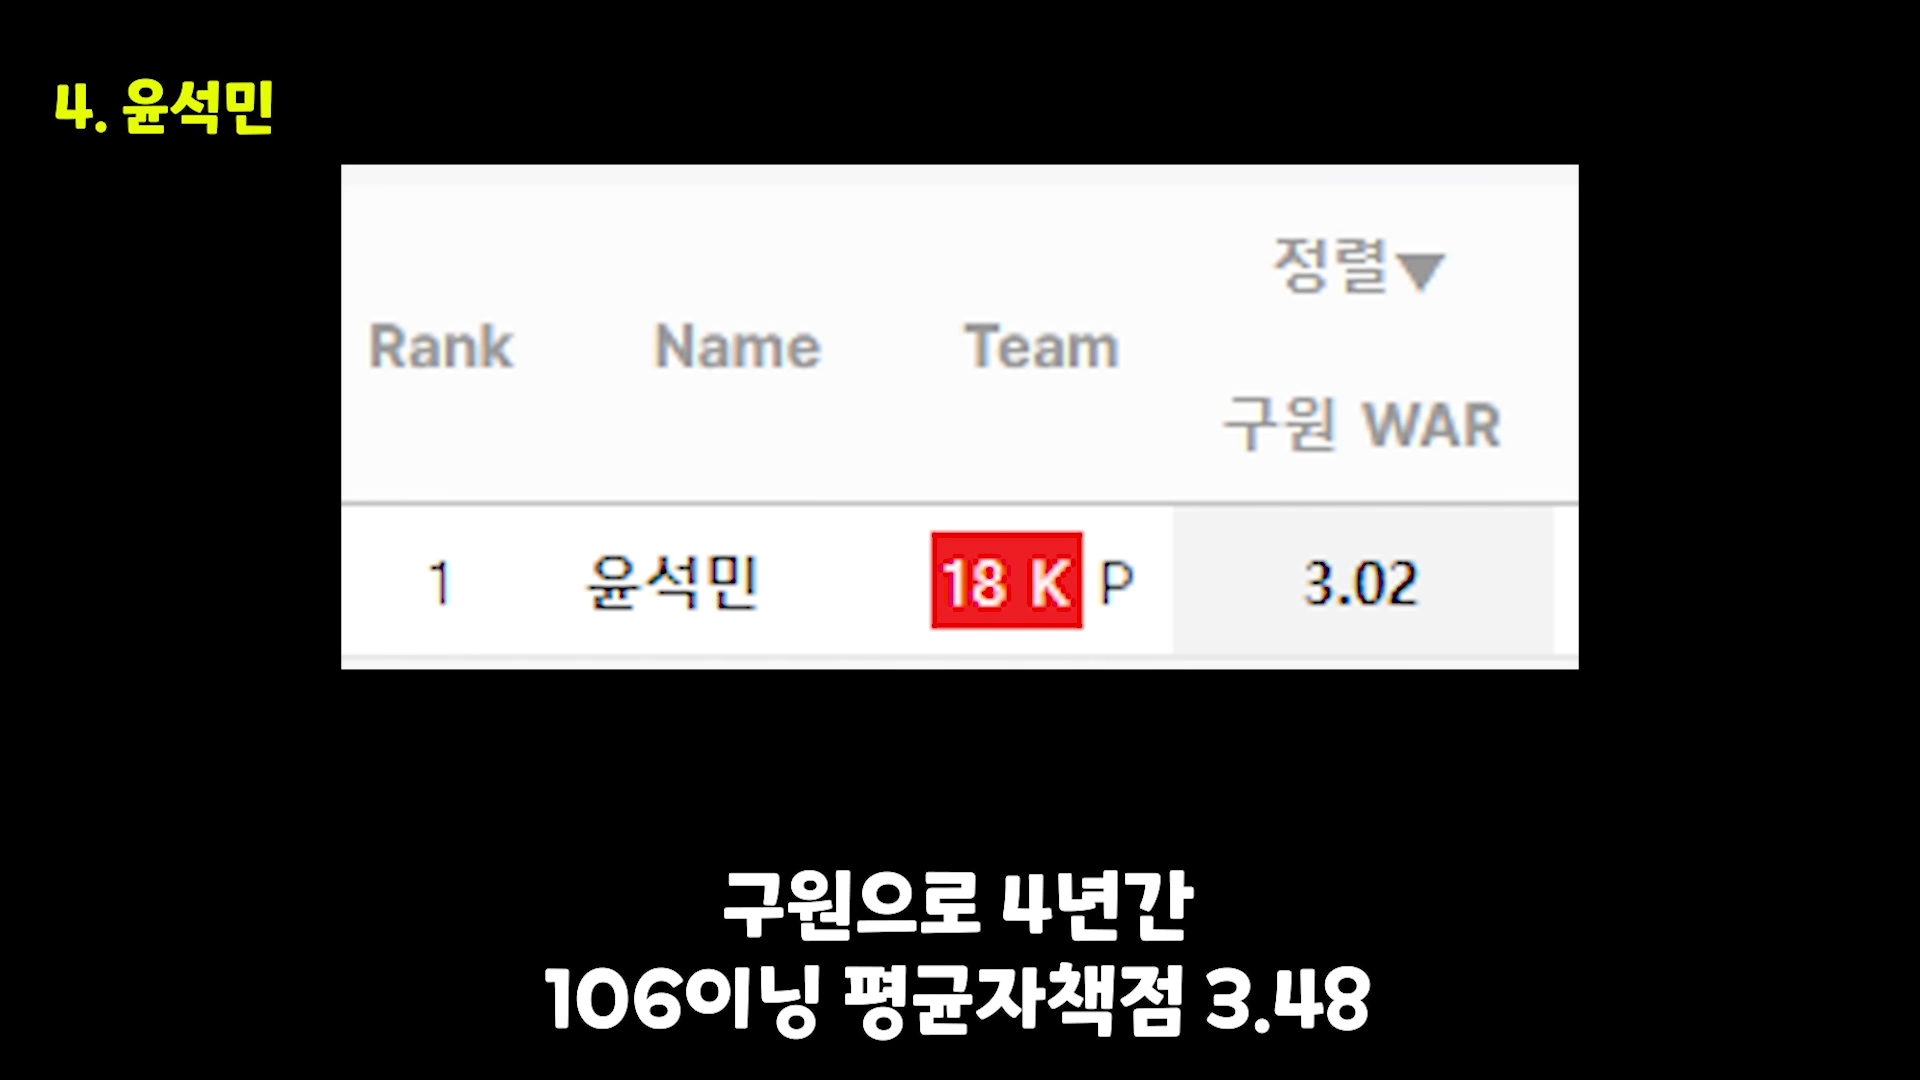 4. 윤석민
정렬▼
Rank Name Team
구원 WAR
1 윤석민 18 K P 3.02
구원으로 4년간
106이닝 평균자책점 3.48